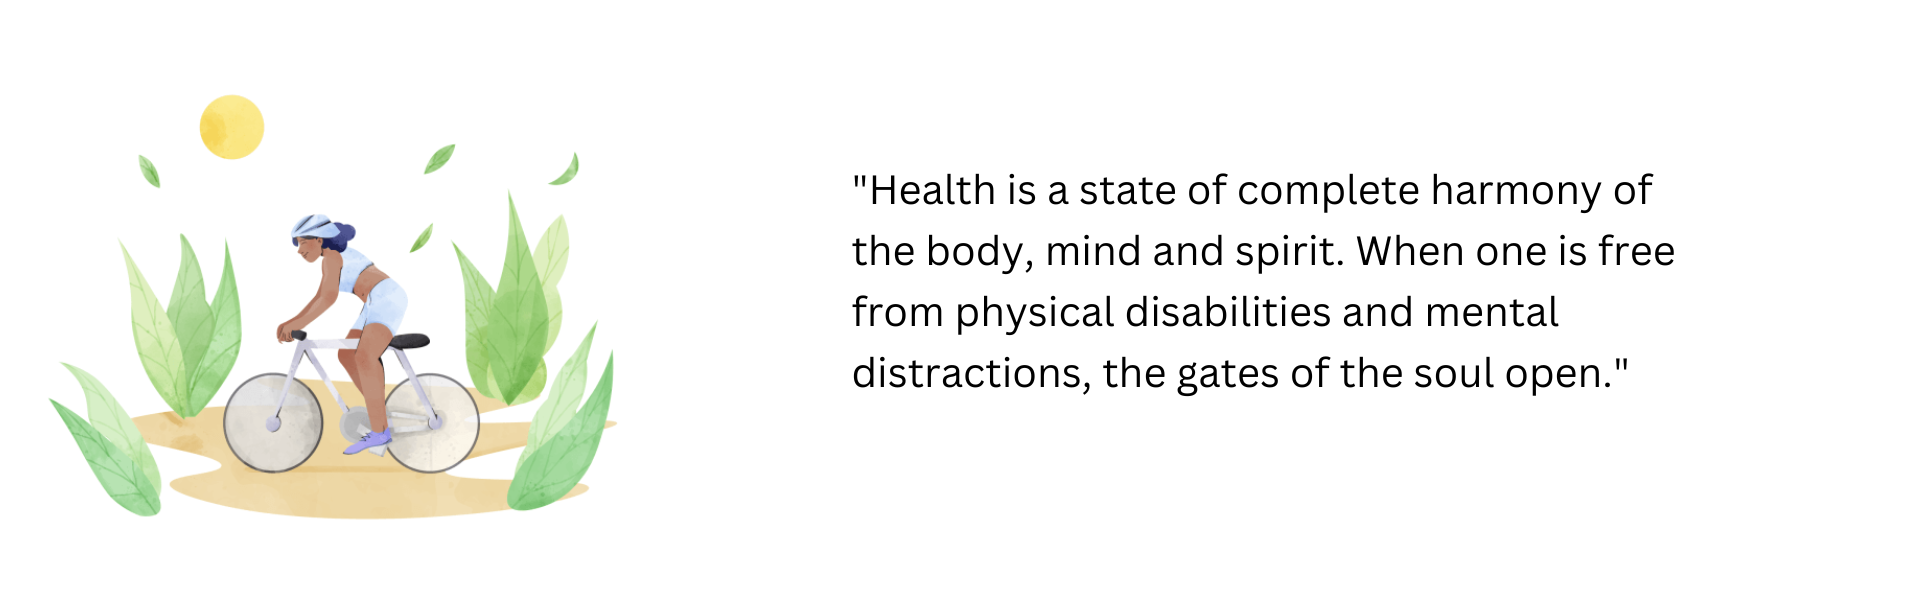 "Health is a state of complete harmony of
the body, mind and spirit. When one is free
from physical disabilities and mental
distractions, the gates of the soul open."